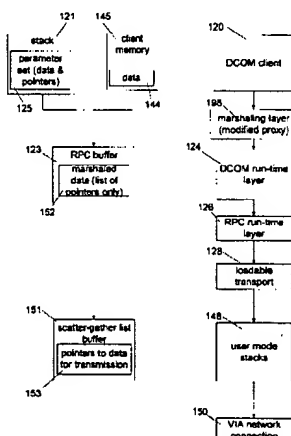 121
stack
parameter
set (data &
pointers)
125
145
client
memory
data
144
120
DCOM client
198
marshaling layer
(modified proxy)
123
RPC buffer
marshaled
data (list of
pointers only)
152
124
DCOM run-time
layer
126
RPC run-time
layer
128
loadable
transport
151
scatter-gather list
buffer
pointers to data
for transmission
153
148
user mode
stacks
150
VIA network
connection